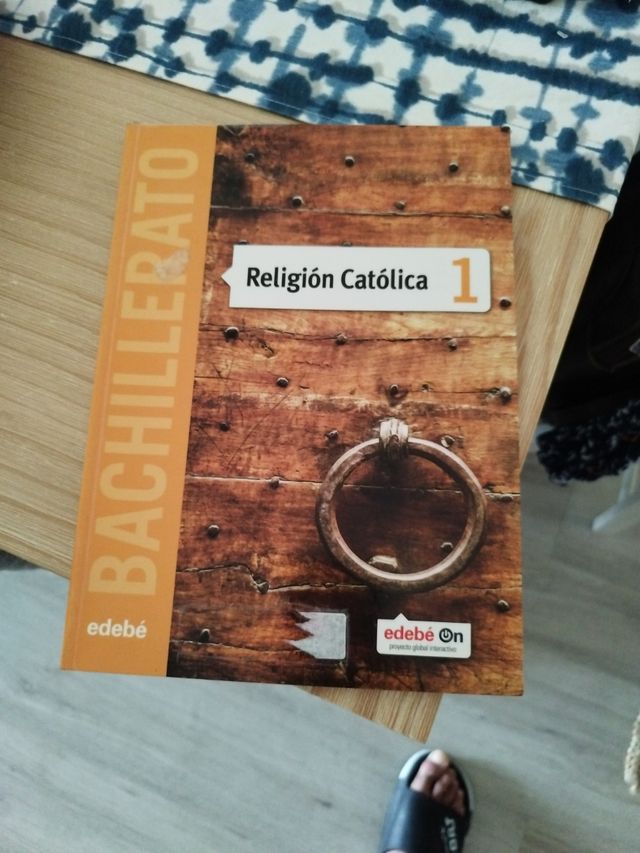 BACHILLERATO
Religión Católica 1
edebé
edebé On
proyecto global interactivo